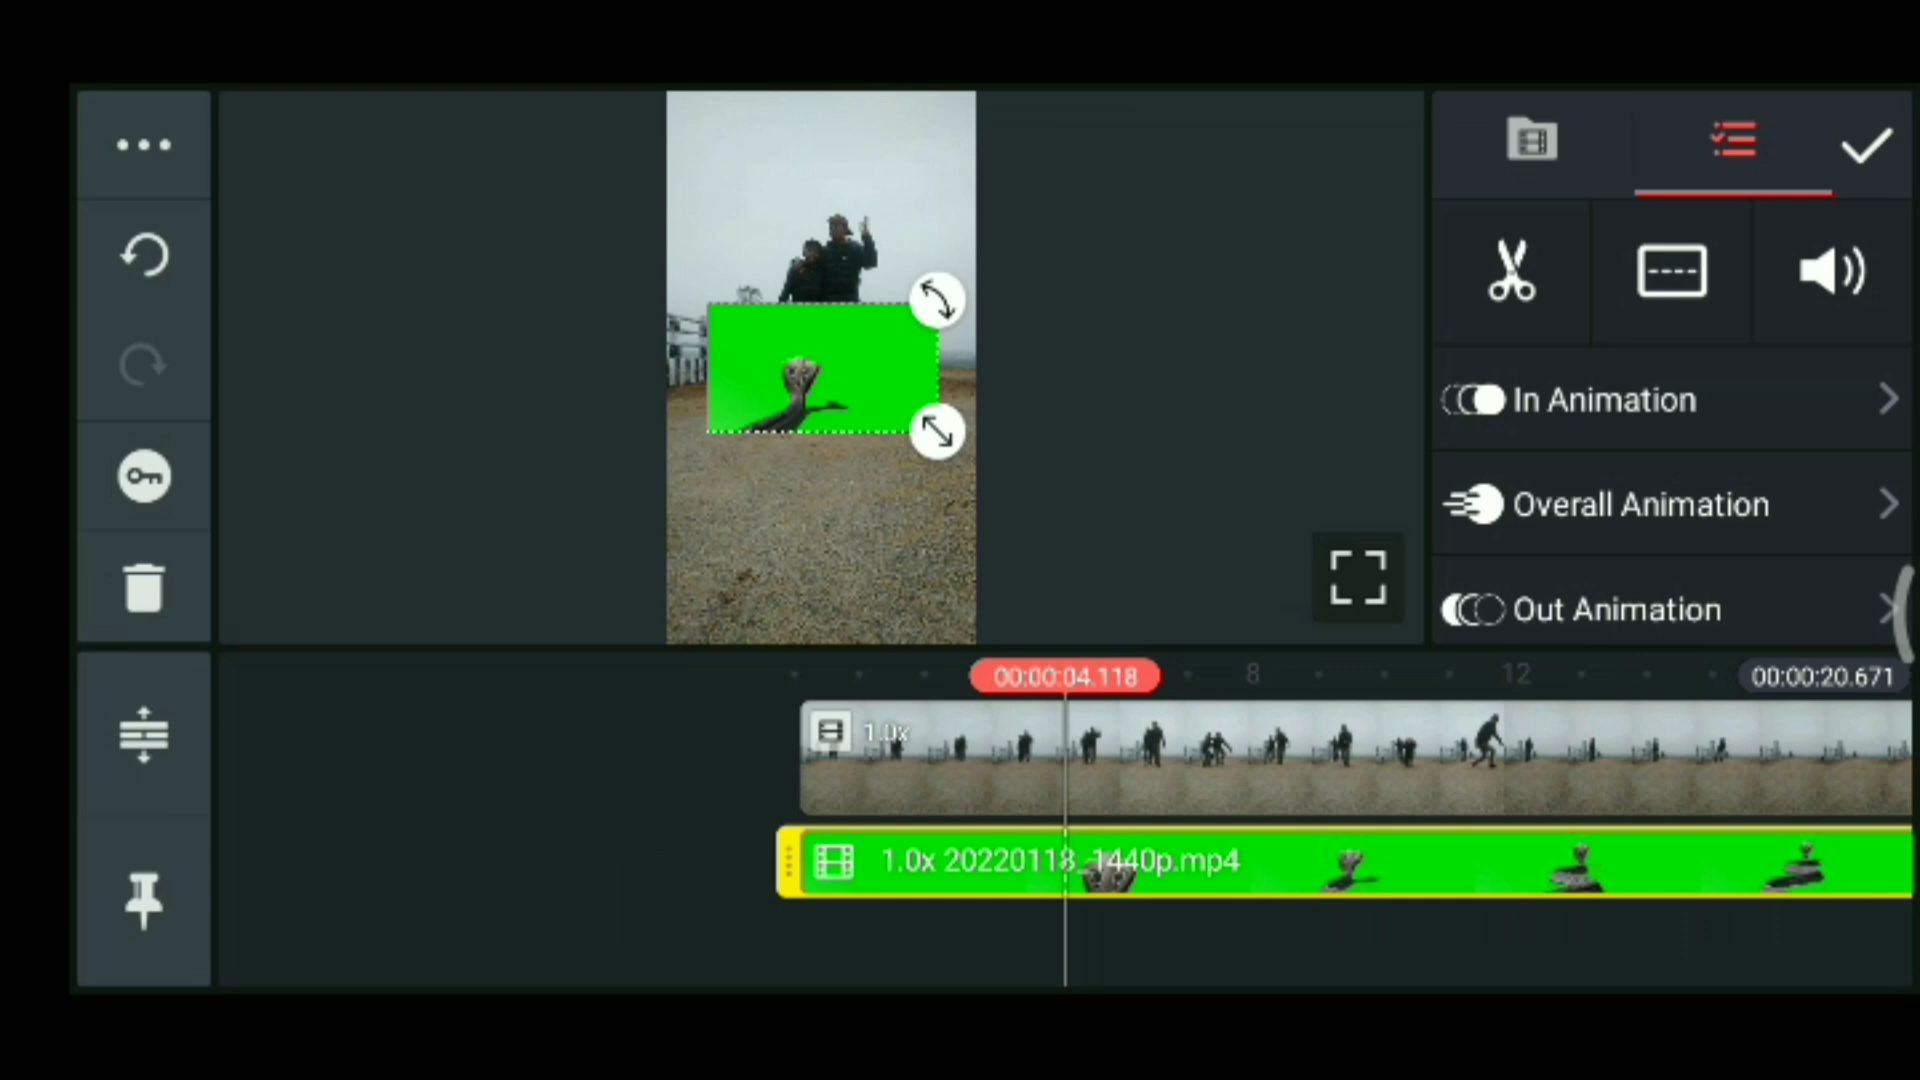 In Animation
Overall Animation
Out Animation
00:00:04.118
8
12
00:00:20.671
1.0x
1.0x 20220118_1440p.mp4